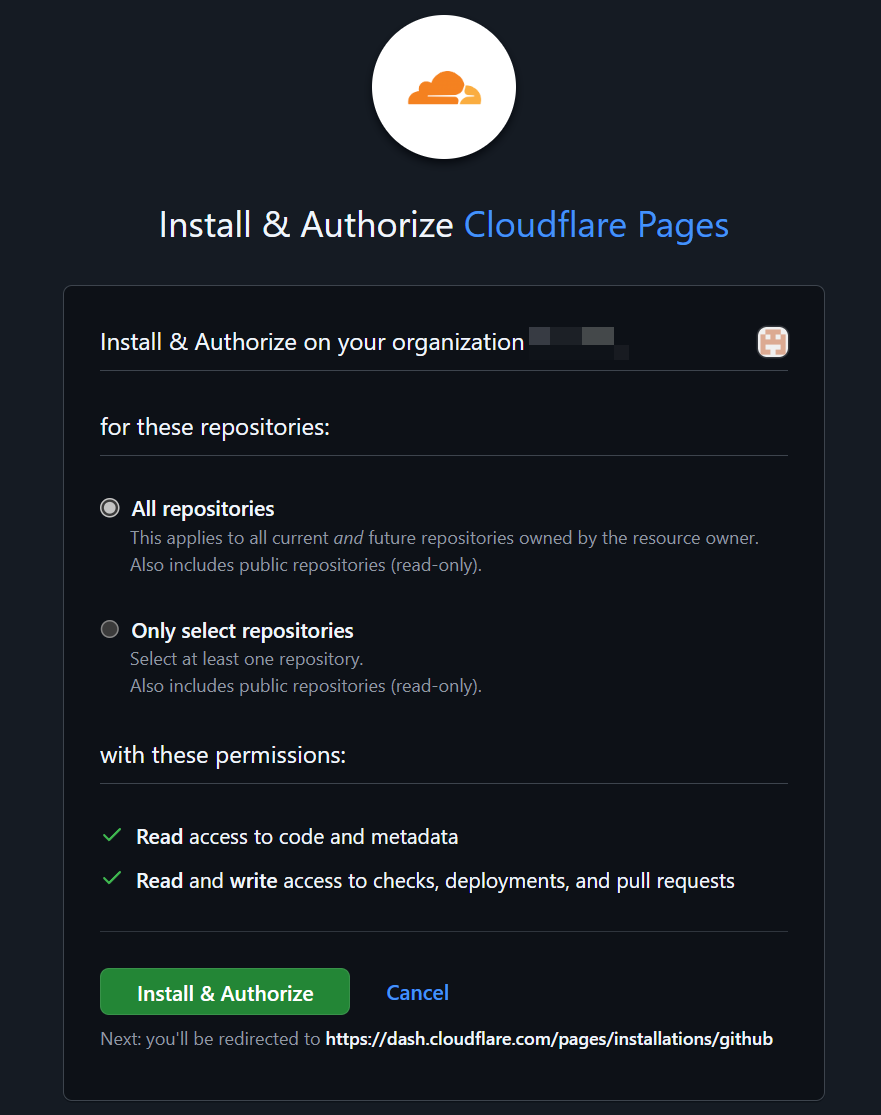 Install & Authorize Cloudflare Pages
Install & Authorize on your organization
for these repositories:
All repositories
This applies to all current and future repositories owned by the resource owner.
Also includes public repositories (read-only).
Only select repositories
Select at least one repository.
Also includes public repositories (read-only).
with these permissions:
Read access to code and metadata
Read and write access to checks, deployments, and pull requests
Install & Authorize Cancel
Next: you'll be redirected to https://dash.cloudflare.com/pages/installations/github